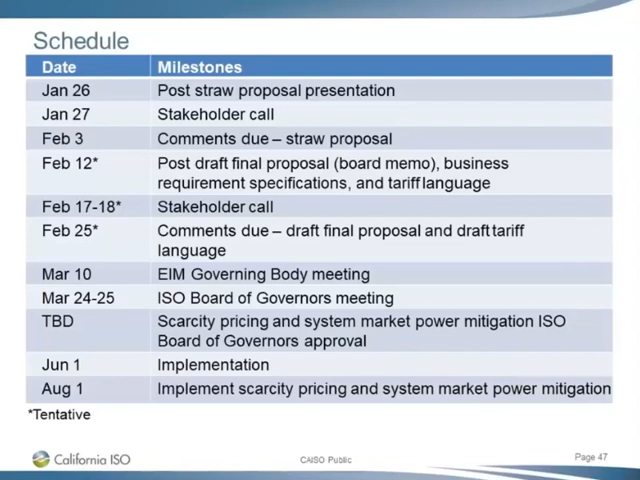 Schedule
Date Milestones
Jan 26 Post straw proposal presentation
Jan 27 Stakeholder call
Feb 3 Comments due – straw proposal
Feb 12* Post draft final proposal (board memo), business
requirement specifications, and tariff language
Feb 17-18* Stakeholder call
Feb 25* Comments due – draft final proposal and draft tariff
language
Mar 10 EIM Governing Body meeting
Mar 24-25 ISO Board of Governors meeting
TBD Scarcity pricing and system market power mitigation ISO
Board of Governors approval
Jun 1 Implementation
Aug 1 Implement scarcity pricing and system market power mitigation
*Tentative
California ISO CAISO Public Page 47